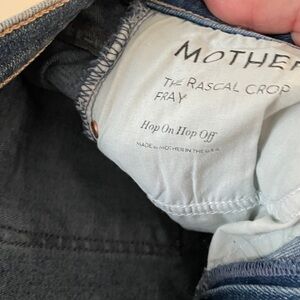 MOTHER
THE RASCAL CROP
FRAY
Hop On Hop Off
MADE BY MOTHER IN THE U.S.A.